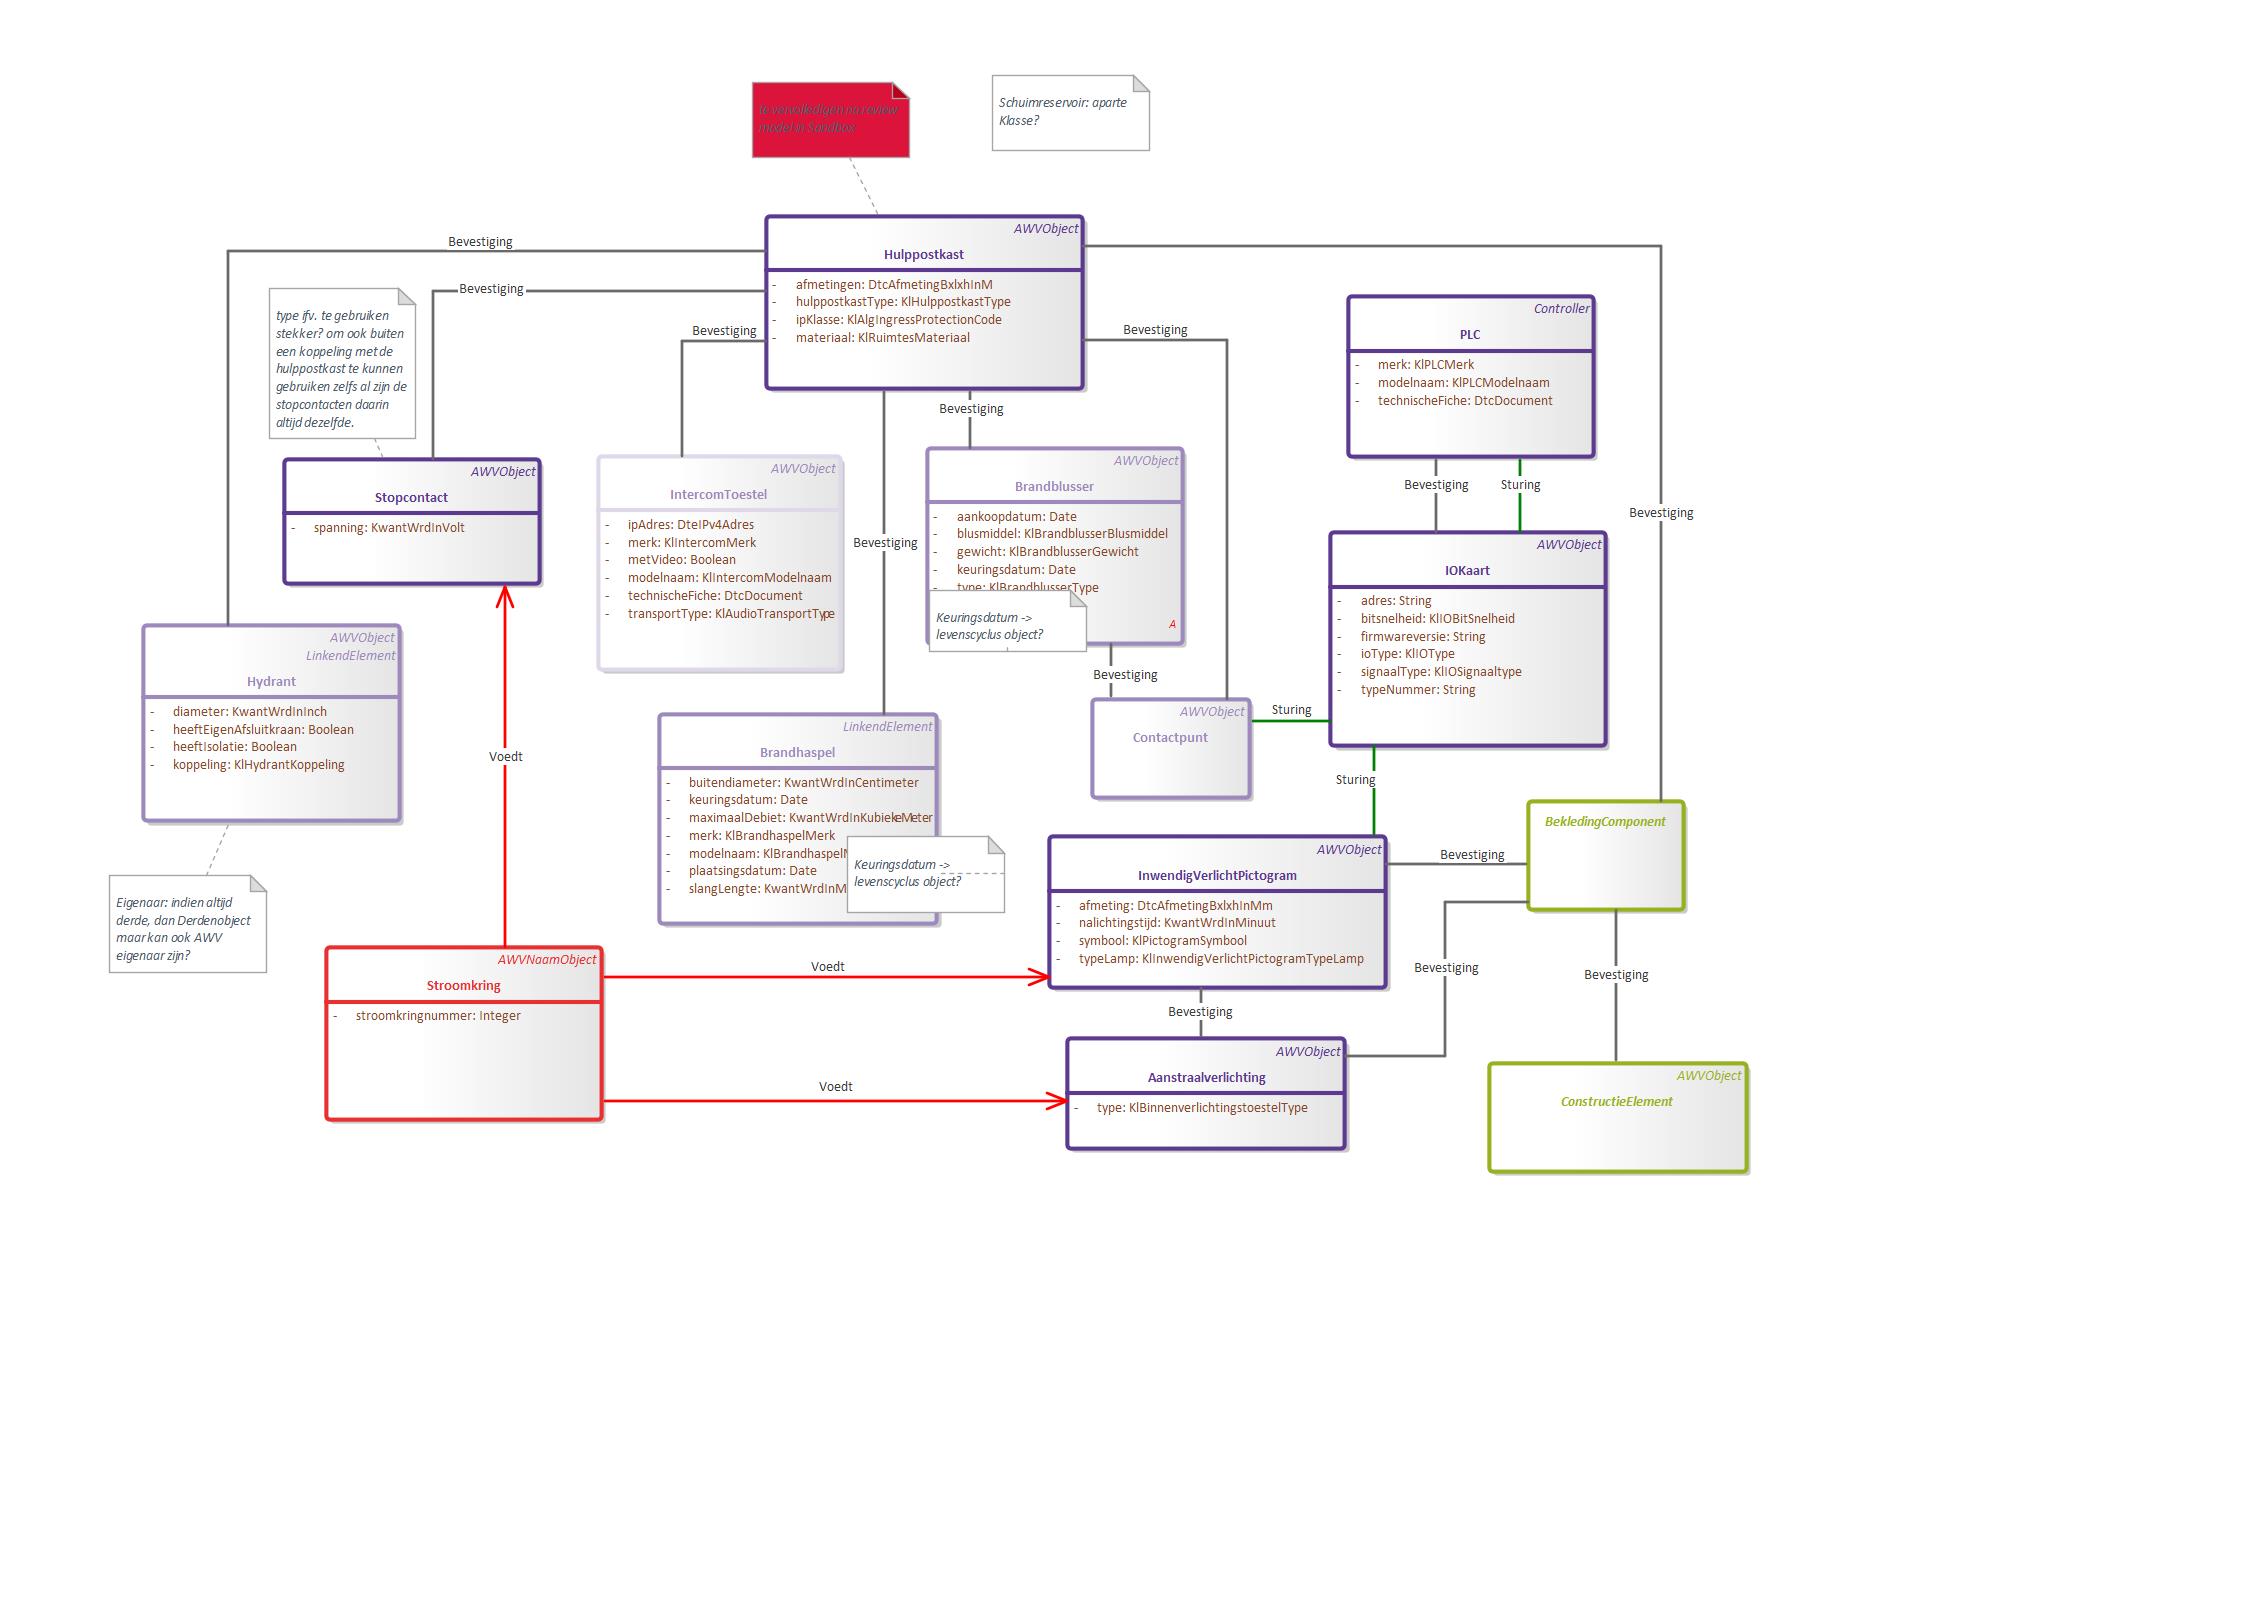 te vervolledigen na review
model in Sandbox
Schuimreservoir: aparte
Klasse?
AWVObject
Hulppostkast
- afmetingen: DtcAfmetingBxlxhInM
- hulppostkastType: KlHulppostkastType
- ipKlasse: KlAlgIngressProtectionCode
- materiaal: KlRuimtesMateriaal
Bevestiging
Bevestiging
Bevestiging
Bevestiging
Bevestiging
Bevestiging
Bevestiging
type ifv. te gebruiken
stekker? om ook buiten
een koppeling met de
hulppostkast te kunnen
gebruiken zelfs al zijn de
stopcontacten daarin
altijd dezelfde.
Controller
PLC
- merk: KlPLCMerk
- modelnaam: KlPLCModelnaam
- technischeFiche: DtcDocument
AWVObject
Stopcontact
- spanning: KwantWrdInVolt
AWVObject
IntercomToestel
- ipAdres: DteIPv4Adres
- merk: KlIntercomMerk
- metVideo: Boolean
- modelnaam: KlIntercomModelnaam
- technischeFiche: DtcDocument
- transportType: KlAudioTransportType
AWVObject
Brandblusser
- aankoopdatum: Date
- blusmiddel: KlBrandblusserBlusmiddel
- gewicht: KlBrandblusserGewicht
- keuringsdatum: Date
- type: KlBrandblusserType
A
Keuringsdatum ->
levenscyclus object?
Bevestiging
Sturing
AWVObject
IOKaart
- adres: String
- bitsnelheid: KlIOBitSnelheid
- firmwareversie: String
- ioType: KlIOType
- signaalType: KlIOSignaaltype
- typeNummer: String
AWVObject
LinkendElement
Hydrant
- diameter: KwantWrdInInch
- heeftEigenAfsluitkraan: Boolean
- heeftIsolatie: Boolean
- koppeling: KlHydrantKoppeling
Voedt
Bevestiging
AWVObject
Contactpunt
Sturing
Sturing
LinkendElement
Brandhaspel
- buitendiameter: KwantWrdInCentimeter
- keuringsdatum: Date
- maximaalDebiet: KwantWrdInKubiekeMeter
- merk: KlBrandhaspelMerk
- modelnaam: KlBrandhaspelM
- plaatsingsdatum: Date
- slangLengte: KwantWrdInM
Keuringsdatum ->
levenscyclus object?
Eigenaar: indien altijd
derde, dan Derdenobject
maar kan ook AWV
eigenaar zijn?
AWVObject
InwendigVerlichtPictogram
- afmeting: DtcAfmetingBxlxhInMm
- nalichtingstijd: KwantWrdInMinuut
- symbool: KlPictogramSymbool
- typeLamp: KlInwendigVerlichtPictogramTypeLamp
Bevestiging
BekledingComponent
AWVNaamObject
Stroomkring
- stroomkringnummer: Integer
Voedt
Voedt
Bevestiging
Bevestiging
Bevestiging
AWVObject
Aanstraalverlichting
- type: KlBinnenverlichtingstoestelType
AWVObject
ConstructieElement